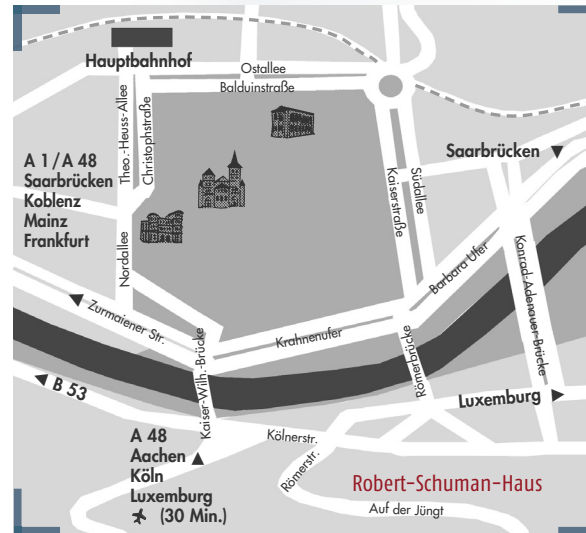 Hauptbahnhof
Ostallee
Balduinstraße
Theo.-Heuss-Allee
Christophstraße
A 1 / A 48
Saarbrücken
Koblenz
Mainz
Frankfurt
Saarbrücken
Kaiserstraße
Südallee
Nordallee
Barbara Ufer
Konrad-Adenauer-Brücke
Zurmaiener Str.
Krahnenufer
Kaiser-Wilh.-Brücke
Römerbrücke
B 53
Luxemburg
A 48
Aachen
Köln
Luxemburg
(30 Min.)
Kölnerstr.
Römerstr.
Robert-Schuman-Haus
Auf der Jüngt